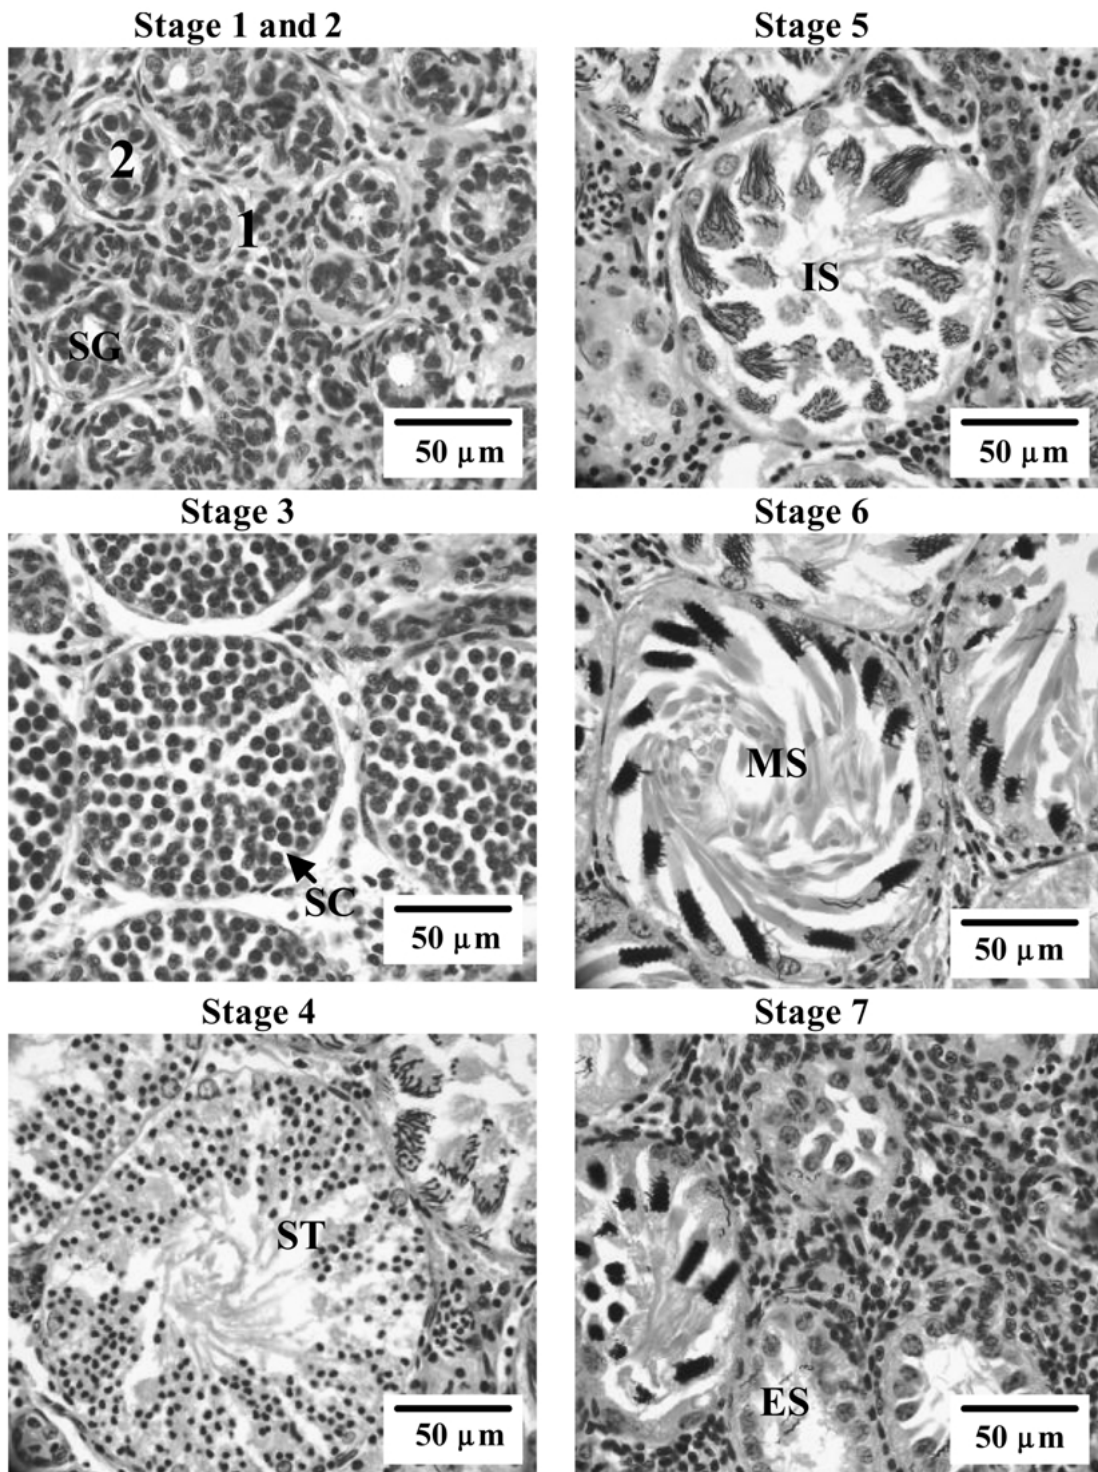 Stage 1 and 2
2
1
SG
50 μm
Stage 5
IS
50 μm
Stage 3
SC
50 μm
Stage 6
MS
50 μm
Stage 4
ST
50 μm
Stage 7
ES
50 μm